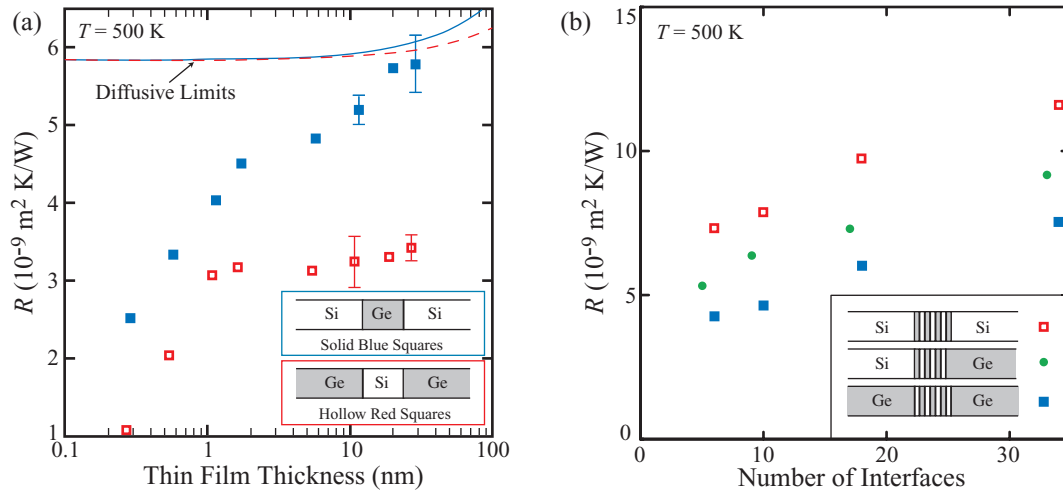 (a)
T = 500 K
Diffusive Limits
R (10⁻⁹ m² K/W)
6
5
4
3
2
1
Si Ge Si
Solid Blue Squares
Ge Si Ge
Hollow Red Squares
0.1 1 10 100
Thin Film Thickness (nm)
(b)
T = 500 K
R (10⁻⁹ m² K/W)
15
10
5
0
Si Si
Si Ge
Ge Ge
0 10 20 30
Number of Interfaces